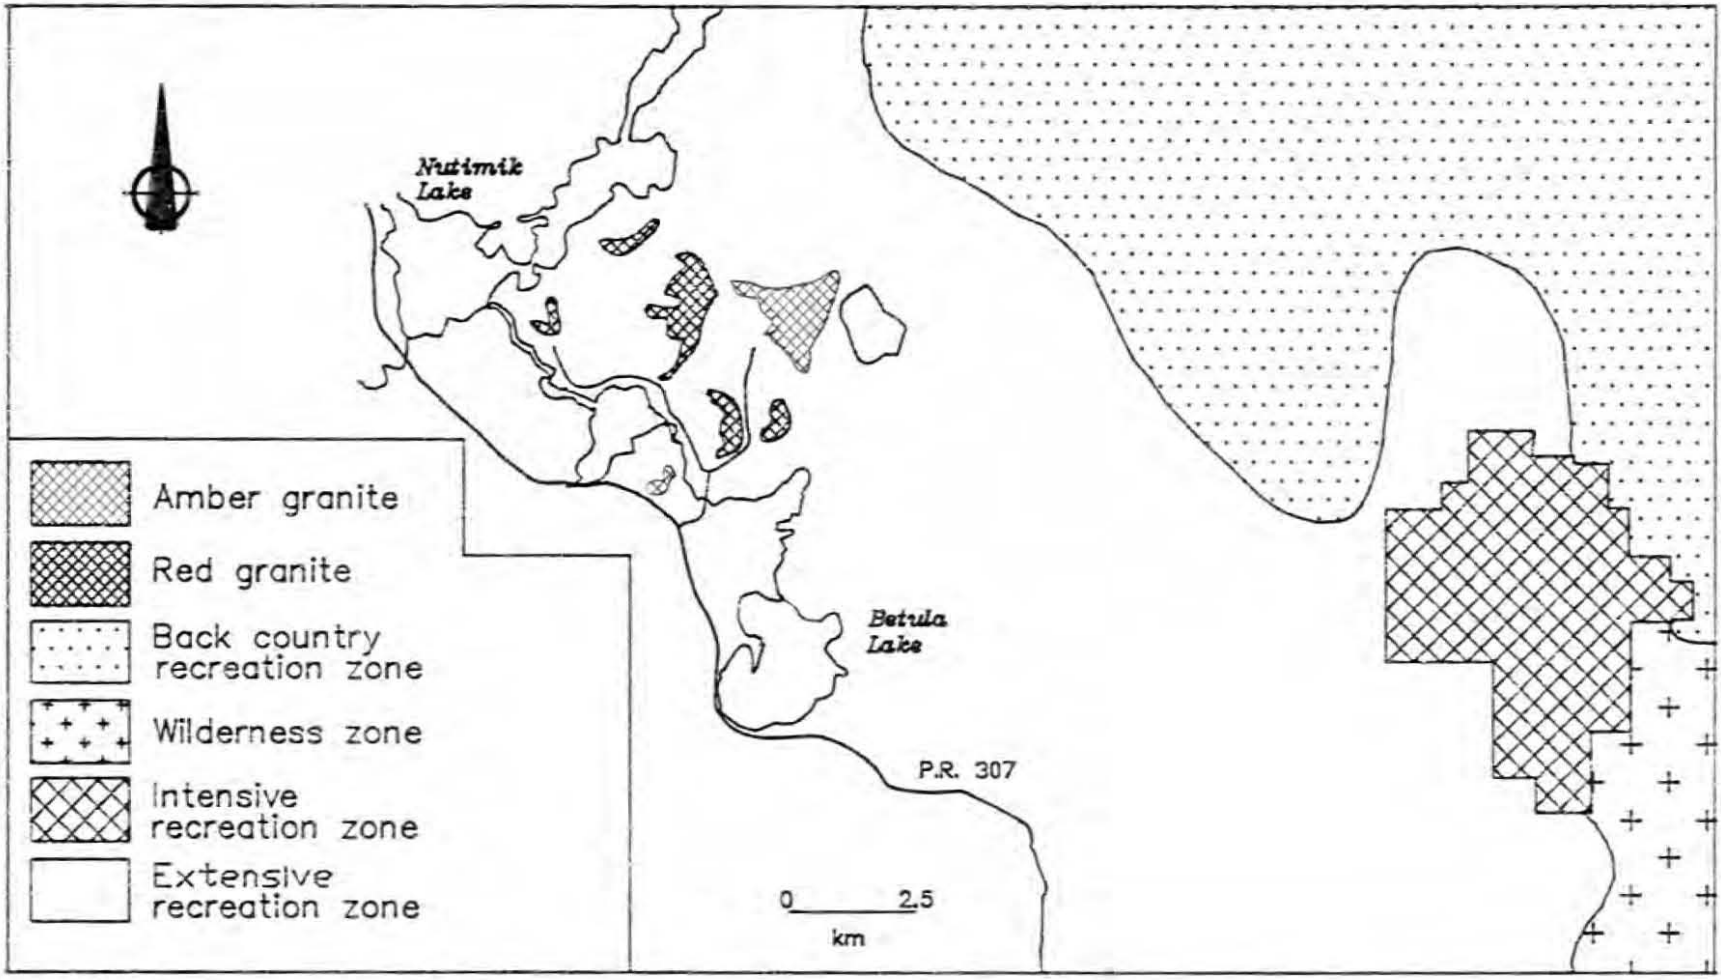 Nutimik
Lake
Amber granite
Red granite
Back country
recreation zone
Wilderness zone
Intensive
recreation zone
Extensive
recreation zone
Betula
Lake
P.R. 307
0 2.5
km